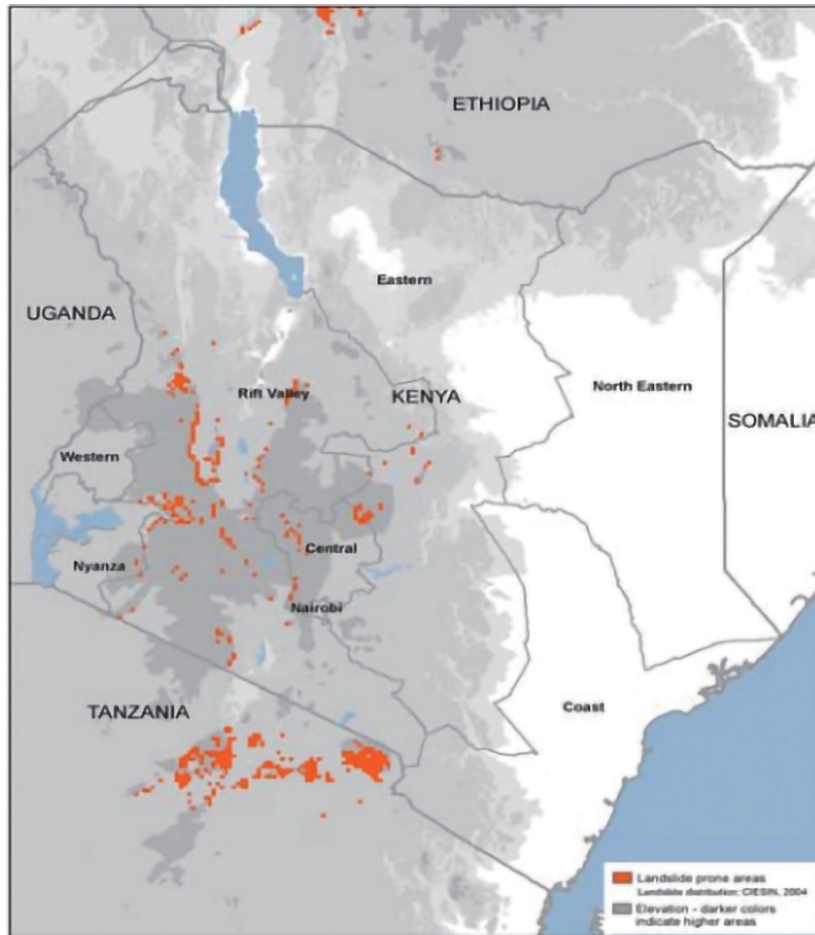 ETHIOPIA
Eastern
UGANDA
Rift Valley
KENYA
North Eastern
SOMALIA
Western
Central
Nyanza
Nairobi
Coast
TANZANIA
Landslide prone areas
Landslide distribution: CIESIN, 2004
Elevation - darker colors
indicate higher areas